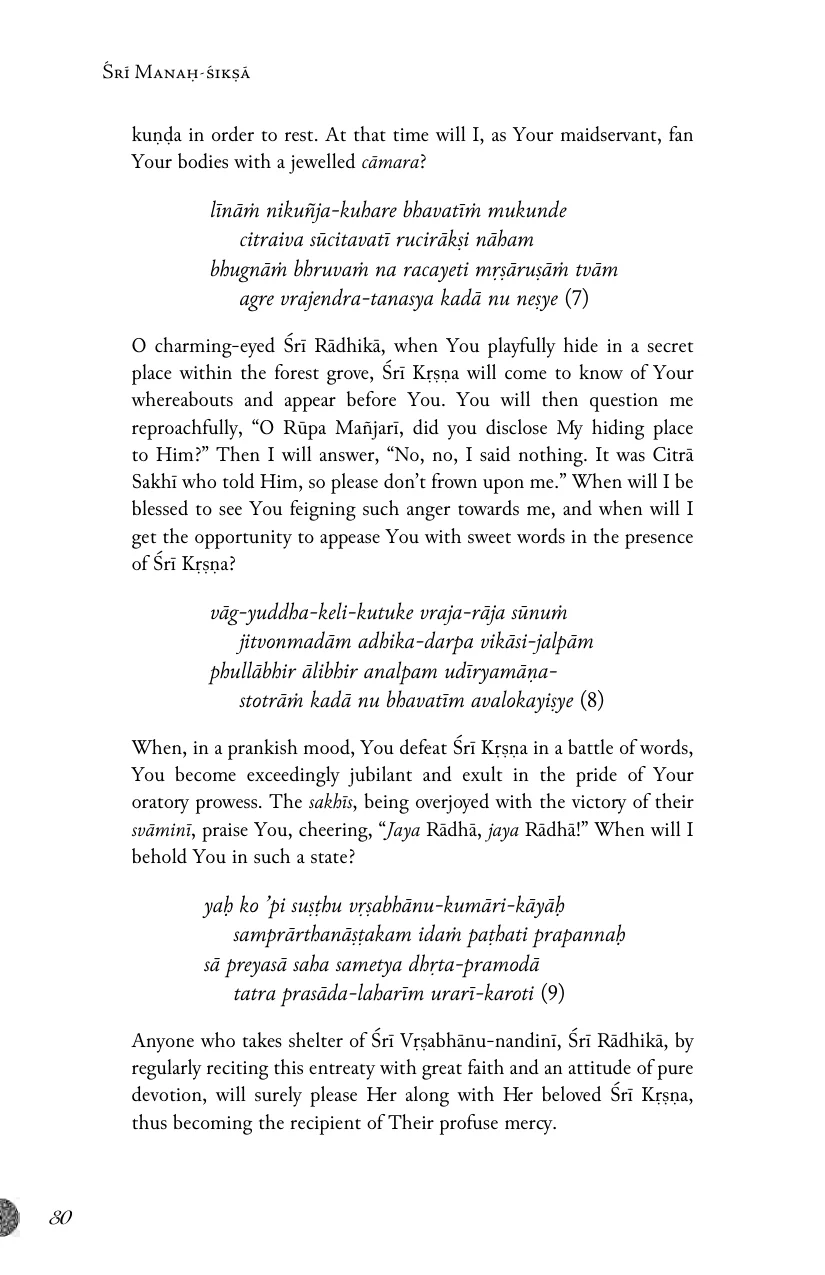 Śrī Manaḥ-śikṣā
kuṇḍa in order to rest. At that time will I, as Your maidservant, fan
Your bodies with a jewelled cāmara?
līnāṁ nikuñja-kuhare bhavatīṁ mukunde
citraiva sūcitavatī rucirākṣi nāham
bhugnāṁ bhruvaṁ na racayeti mṛṣāruṣāṁ tvām
agre vrajendra-tanasya kadā nu neṣye (7)
O charming-eyed Śrī Rādhikā, when You playfully hide in a secret
place within the forest grove, Śrī Kṛṣṇa will come to know of Your
whereabouts and appear before You. You will then question me
reproachfully, “O Rūpa Mañjarī, did you disclose My hiding place
to Him?” Then I will answer, “No, no, I said nothing. It was Citrā
Sakhī who told Him, so please don’t frown upon me.” When will I be
blessed to see You feigning such anger towards me, and when will I
get the opportunity to appease You with sweet words in the presence
of Śrī Kṛṣṇa?
vāg-yuddha-keli-kutuke vraja-rāja sūnuṁ
jitvonmadām adhika-darpa vikāsi-jalpām
phullābhir ālibhir analpam udīryamāṇa-
stotrāṁ kadā nu bhavatīm avalokayiṣye (8)
When, in a prankish mood, You defeat Śrī Kṛṣṇa in a battle of words,
You become exceedingly jubilant and exult in the pride of Your
oratory prowess. The sakhīs, being overjoyed with the victory of their
svāminī, praise You, cheering, “Jaya Rādhā, jaya Rādhā!” When will I
behold You in such a state?
yaḥ ko ’pi suṣṭhu vṛṣabhānu-kumāri-kāyāḥ
samprārthanāṣṭakam idaṁ paṭhati prapannaḥ
sā preyasā saha sametya dhṛta-pramodā
tatra prasāda-laharīm urarī-karoti (9)
Anyone who takes shelter of Śrī Vṛṣabhānu-nandinī, Śrī Rādhikā, by
regularly reciting this entreaty with great faith and an attitude of pure
devotion, will surely please Her along with Her beloved Śrī Kṛṣṇa,
thus becoming the recipient of Their profuse mercy.
80